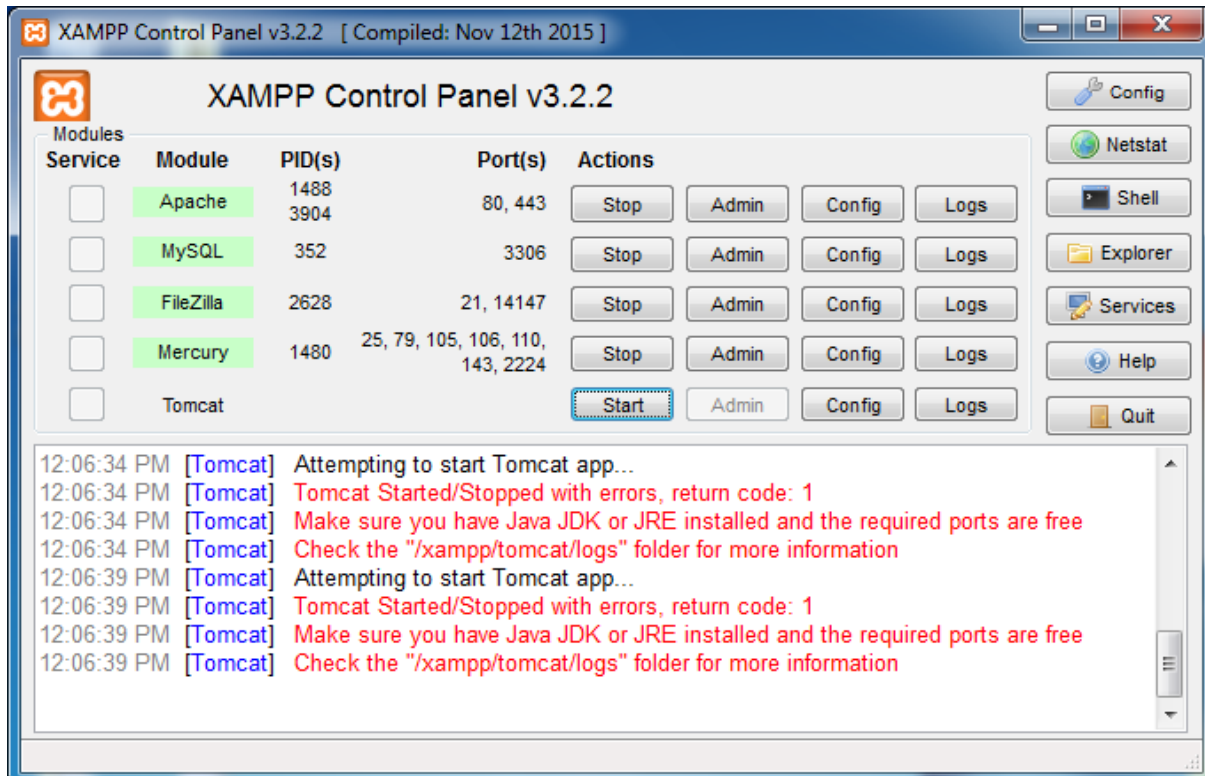 XAMPP Control Panel v3.2.2 [ Compiled: Nov 12th 2015 ]
XAMPP Control Panel v3.2.2
Config
Modules
Service Module PID(s) Port(s) Actions
Netstat
Apache 1488 3904 80, 443 Stop Admin Config Logs
Shell
MySQL 352 3306 Stop Admin Config Logs
Explorer
FileZilla 2628 21, 14147 Stop Admin Config Logs
Services
Mercury 1480 25, 79, 105, 106, 110, 143, 2224 Stop Admin Config Logs
Help
Tomcat Start Admin Config Logs
Quit
12:06:34 PM [Tomcat] Attempting to start Tomcat app...
12:06:34 PM [Tomcat] Tomcat Started/Stopped with errors, return code: 1
12:06:34 PM [Tomcat] Make sure you have Java JDK or JRE installed and the required ports are free
12:06:34 PM [Tomcat] Check the "/xampp/tomcat/logs" folder for more information
12:06:39 PM [Tomcat] Attempting to start Tomcat app...
12:06:39 PM [Tomcat] Tomcat Started/Stopped with errors, return code: 1
12:06:39 PM [Tomcat] Make sure you have Java JDK or JRE installed and the required ports are free
12:06:39 PM [Tomcat] Check the "/xampp/tomcat/logs" folder for more information